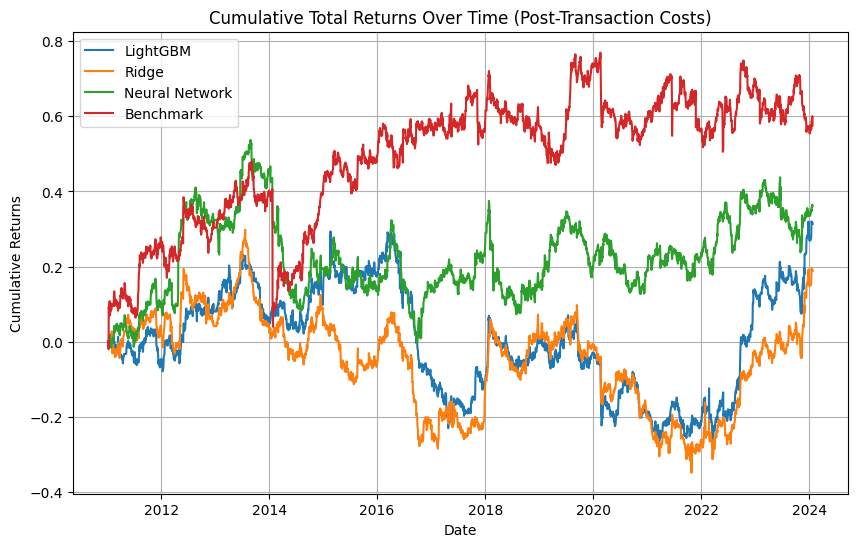 Cumulative Total Returns Over Time (Post-Transaction Costs)
LightGBM
Ridge
Neural Network
Benchmark
Cumulative Returns
0.8
0.6
0.4
0.2
0.0
−0.2
−0.4
2012
2014
2016
2018
2020
2022
2024
Date